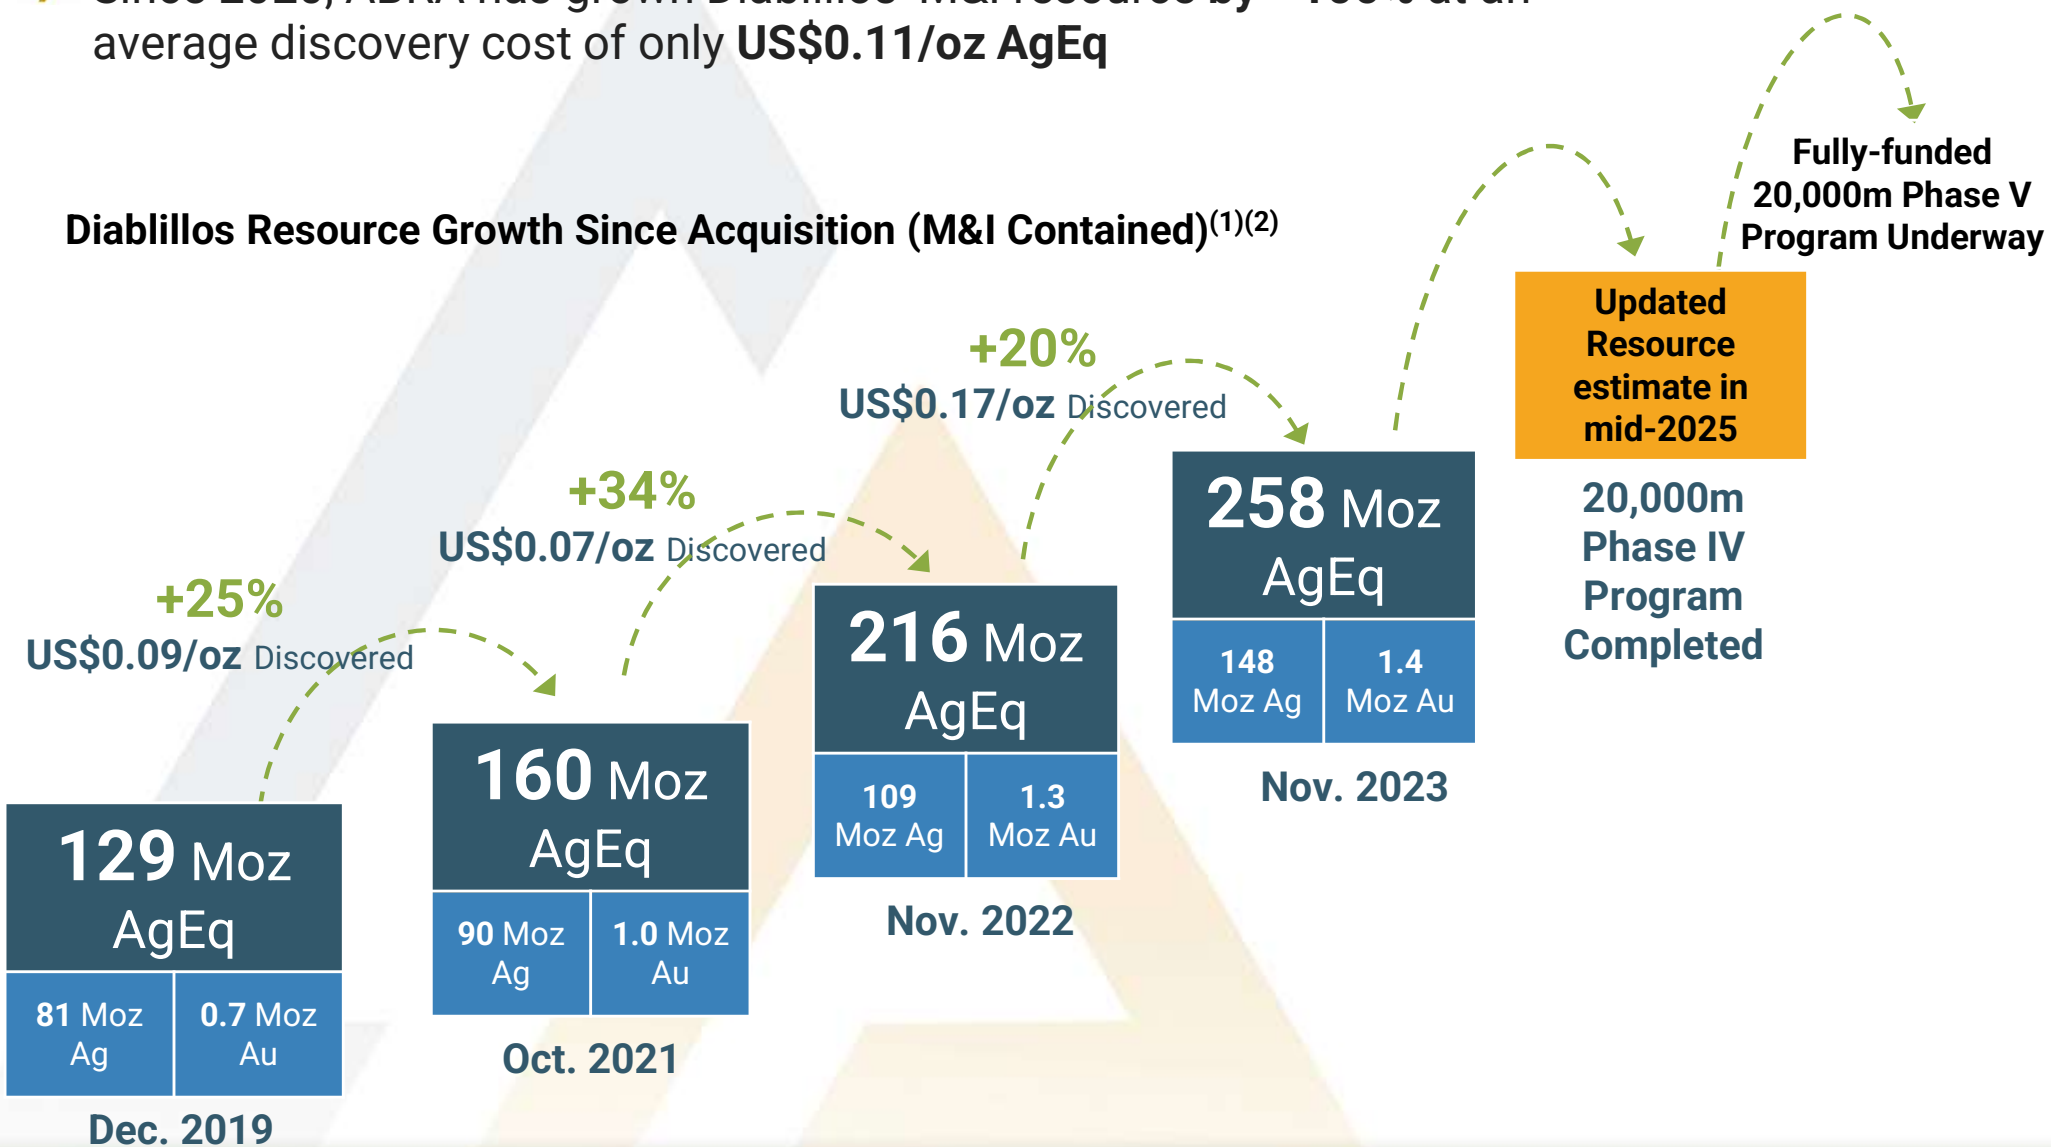 average discovery cost of only US$0.11/oz AgEq
Diablillos Resource Growth Since Acquisition (M&I Contained)(1)(2)
+25%
US$0.09/oz Discovered
129 Moz
AgEq
81 Moz
Ag
0.7 Moz
Au
Dec. 2019
+34%
US$0.07/oz Discovered
160 Moz
AgEq
90 Moz
Ag
1.0 Moz
Au
Oct. 2021
+20%
US$0.17/oz Discovered
216 Moz
AgEq
109
Moz Ag
1.3
Moz Au
Nov. 2022
258 Moz
AgEq
148
Moz Ag
1.4
Moz Au
Nov. 2023
Updated
Resource
estimate in
mid-2025
20,000m
Phase IV
Program
Completed
Fully-funded
20,000m Phase V
Program Underway